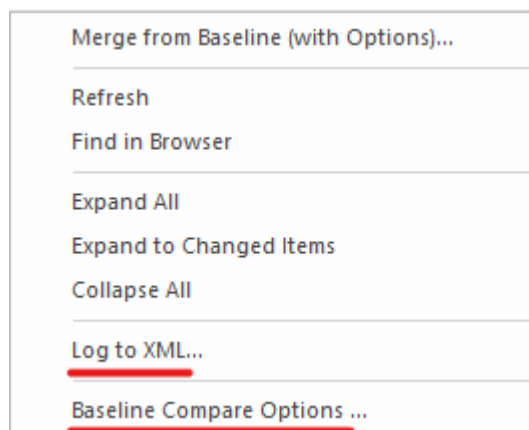 Merge from Baseline (with Options)...
Refresh
Find in Browser
Expand All
Expand to Changed Items
Collapse All
Log to XML...
Baseline Compare Options ...